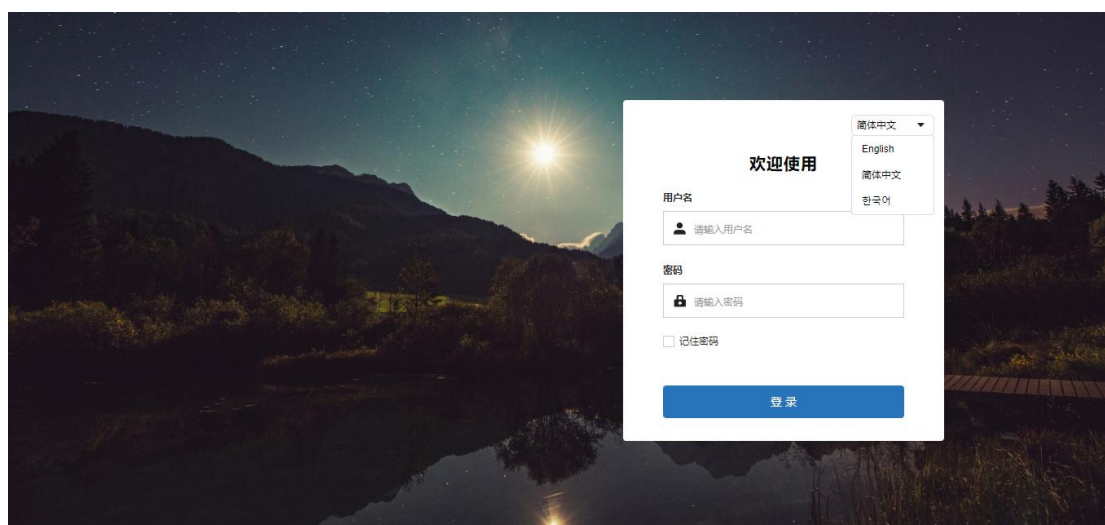 简体中文
English
简体中文
한국어
欢迎使用
用户名
请输入用户名
密码
请输入密码
记住密码
登录